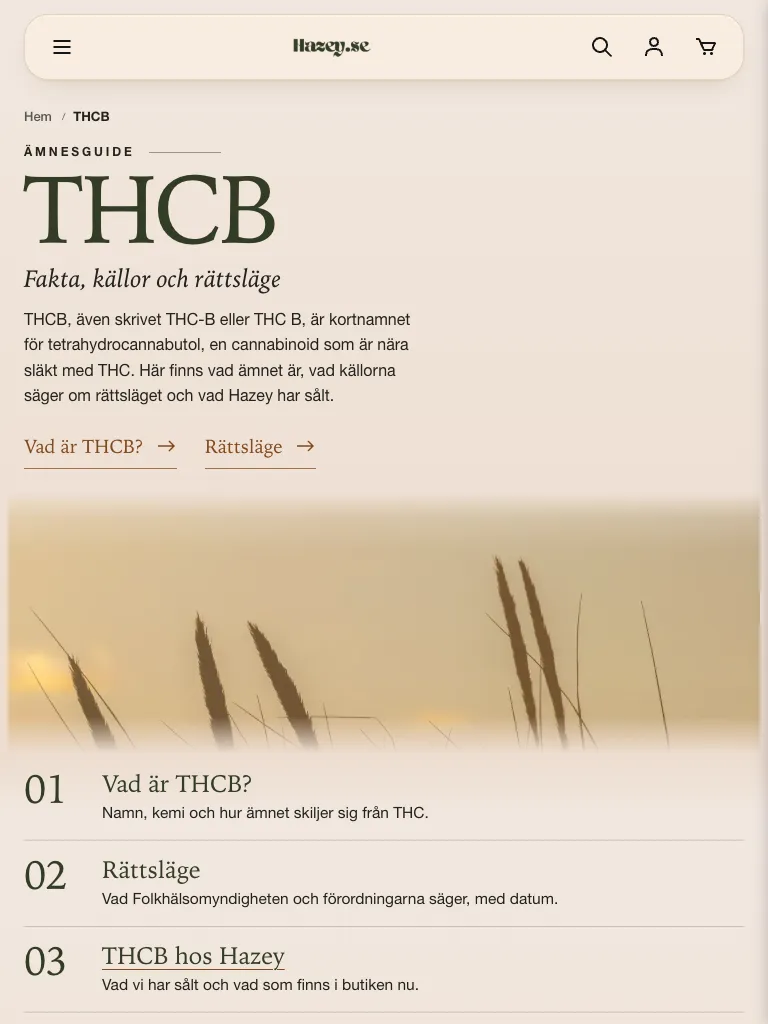 Hazey.se
Hem / THCB
ÄMNESGUIDE
THCB
Fakta, källor och rättsläge
THCB, även skrivet THC-B eller THC B, är kortnamnet
för tetrahydrocannabutol, en cannabinoid som är nära
släkt med THC. Här finns vad ämnet är, vad källorna
säger om rättsläget och vad Hazey har sålt.
Vad är THCB? →
Rättsläge →
01
Vad är THCB?
Namn, kemi och hur ämnet skiljer sig från THC.
02
Rättsläge
Vad Folkhälsomyndigheten och förordningarna säger, med datum.
03
THCB hos Hazey
Vad vi har sålt och vad som finns i butiken nu.